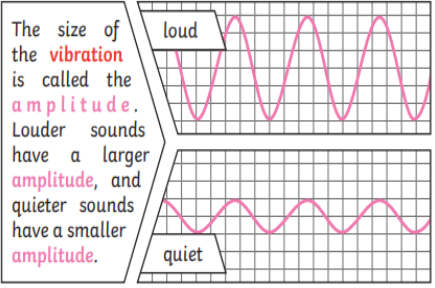 The size of
the vibration
is called the
amplitude.
Louder sounds
have a larger
amplitude, and
quieter sounds
have a smaller
amplitude.
loud
quiet